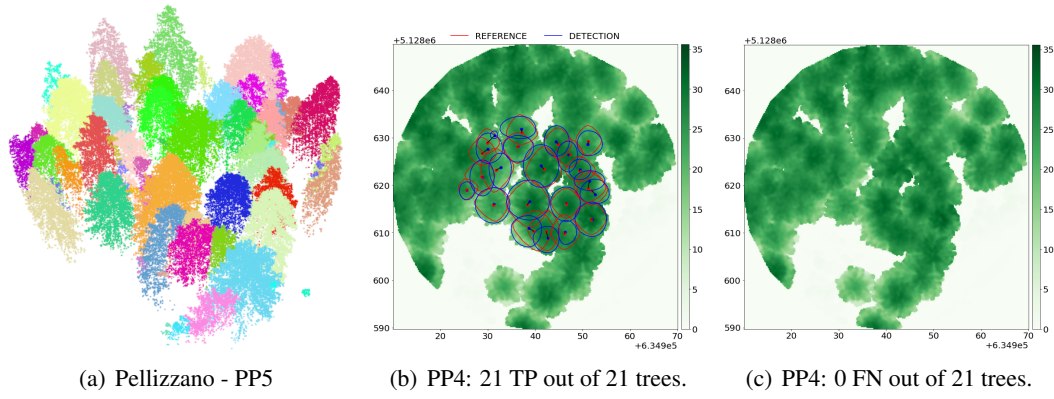 REFERENCE DETECTION
+5.128e6
640
630
620
610
600
590
20 30 40 50 60 70
+6.349e5
35
30
25
20
15
10
5
0
+5.128e6
640
630
620
610
600
590
20 30 40 50 60 70
+6.349e5
35
30
25
20
15
10
5
0
(a) Pellizzano - PP5
(b) PP4: 21 TP out of 21 trees.
(c) PP4: 0 FN out of 21 trees.